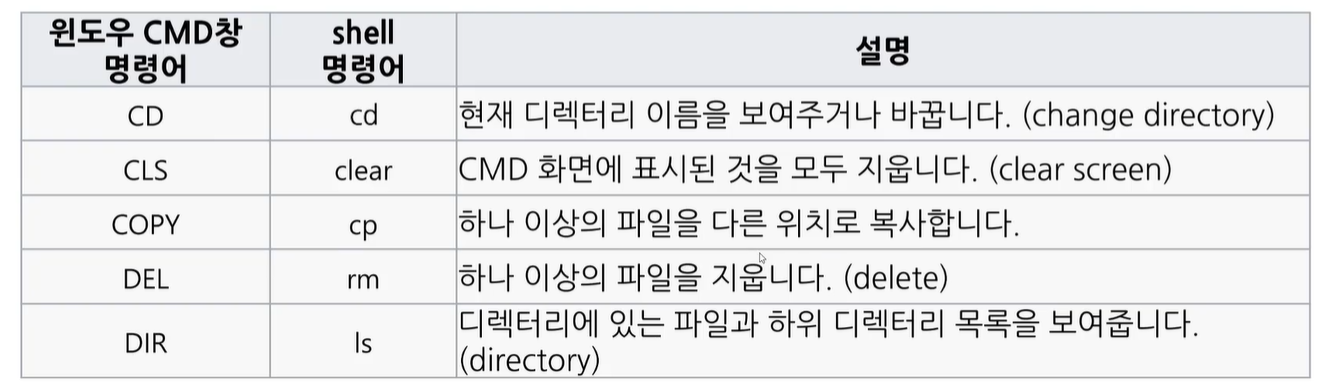 윈도우 CMD창 명령어 shell 명령어 설명
CD cd 현재 디렉터리 이름을 보여주거나 바꿉니다. (change directory)
CLS clear CMD 화면에 표시된 것을 모두 지웁니다. (clear screen)
COPY cp 하나 이상의 파일을 다른 위치로 복사합니다.
DEL rm 하나 이상의 파일을 지웁니다. (delete)
DIR ls 디렉터리에 있는 파일과 하위 디렉터리 목록을 보여줍니다.
(directory)